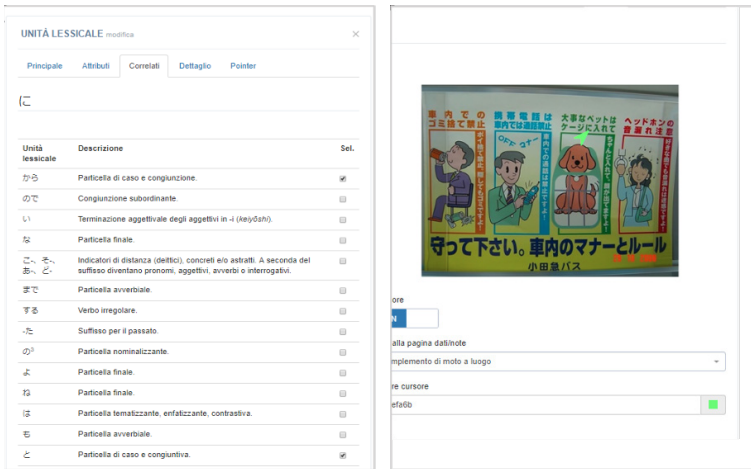 UNITÀ LESSICALE modifica
×
Principale Attributi Correlati Dettaglio Pointer
に
Unità lessicale Descrizione Sel.
から Particella di caso e congiunzione.
ので Congiunzione subordinante.
い Terminazione aggettivale degli aggettivi in -i (keiyōshi).
な Particella finale.
こ-、そ-、 Indicatori di distanza (deittici), concreti e/o astratti. A seconda del
あ-、ど- suffisso diventano pronomi, aggettivi, avverbi o interrogativi.
まで Particella avverbiale.
する Verbo irregolare.
-た Suffisso per il passato.
の³ Particella nominalizzante.
よ Particella finale.
ね Particella finale.
は Particella tematizzante, enfatizzante, contrastiva.
も Particella avverbiale.
と Particella di caso e congiuntiva.
車内での
ゴミ捨て禁止
携帯電話は
車内では通話禁止
大事なペットは
ケージに入れて
ヘッドホンの
音漏れ注意
守って下さい。車内のマナーとルール
小田急バス
ore
N
alla pagina dati/note
mplemento di moto a luogo
re cursore
efa6b